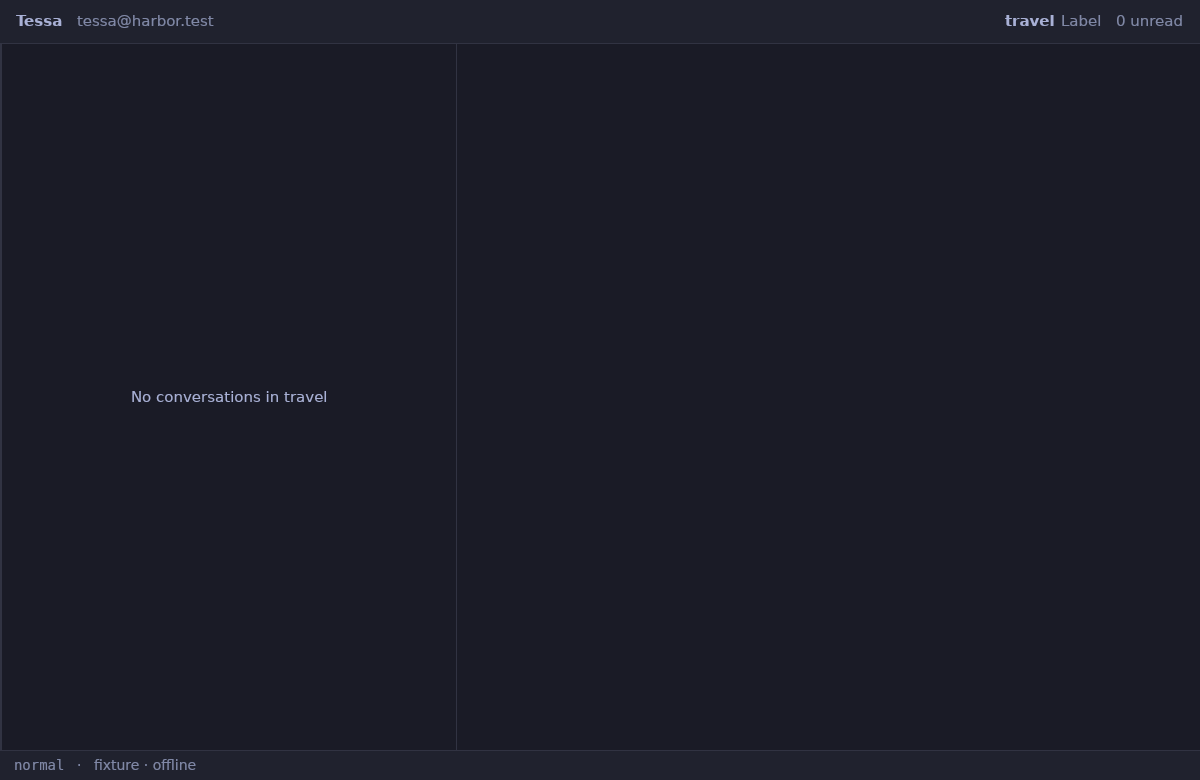 Tessa tessa@harbor.test travel Label 0 unread
No conversations in travel
normal · fixture · offline